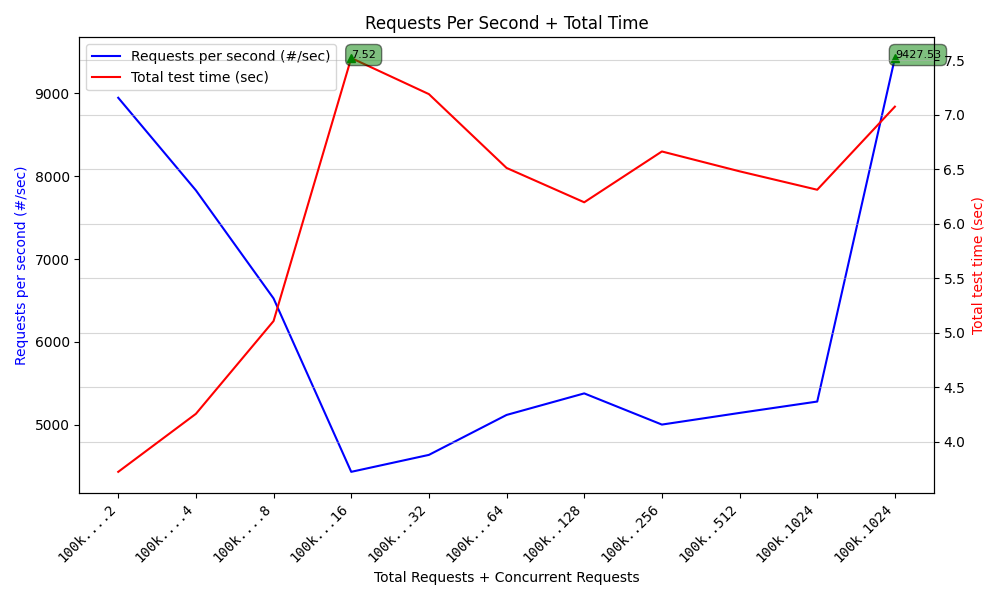 Requests Per Second + Total Time
Requests per second (#/sec)
Total test time (sec)
7.52
9427.53
9000
8000
7000
6000
5000
Requests per second (#/sec)
7.5
7.0
6.5
6.0
5.5
5.0
4.5
4.0
Total test time (sec)
100k....2
100k....4
100k....8
100k...16
100k...32
100k...64
100k..128
100k..256
100k..512
100k.1024
100k.1024
Total Requests + Concurrent Requests